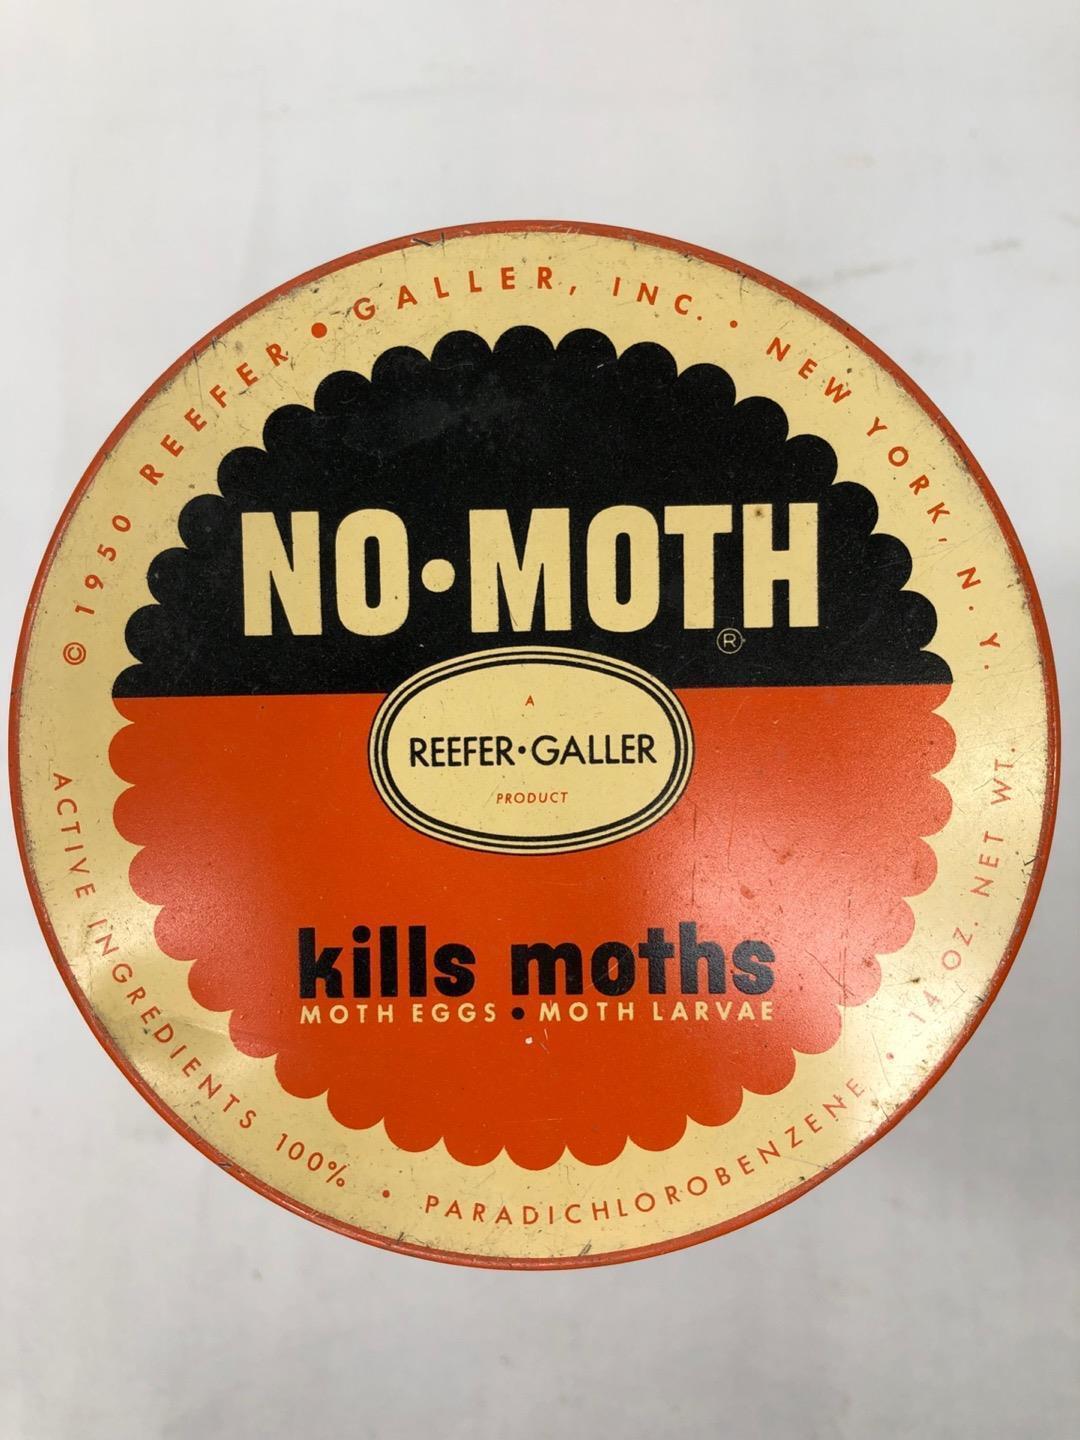 © 1950 REEFER • GALLER, INC. • NEW YORK, N. Y.
NO•MOTH
®
A
REEFER•GALLER
PRODUCT
kills moths
MOTH EGGS • MOTH LARVAE
ACTIVE INGREDIENTS 100% • PARADICHLOROBENZENE • 14 OZ. NET WT.